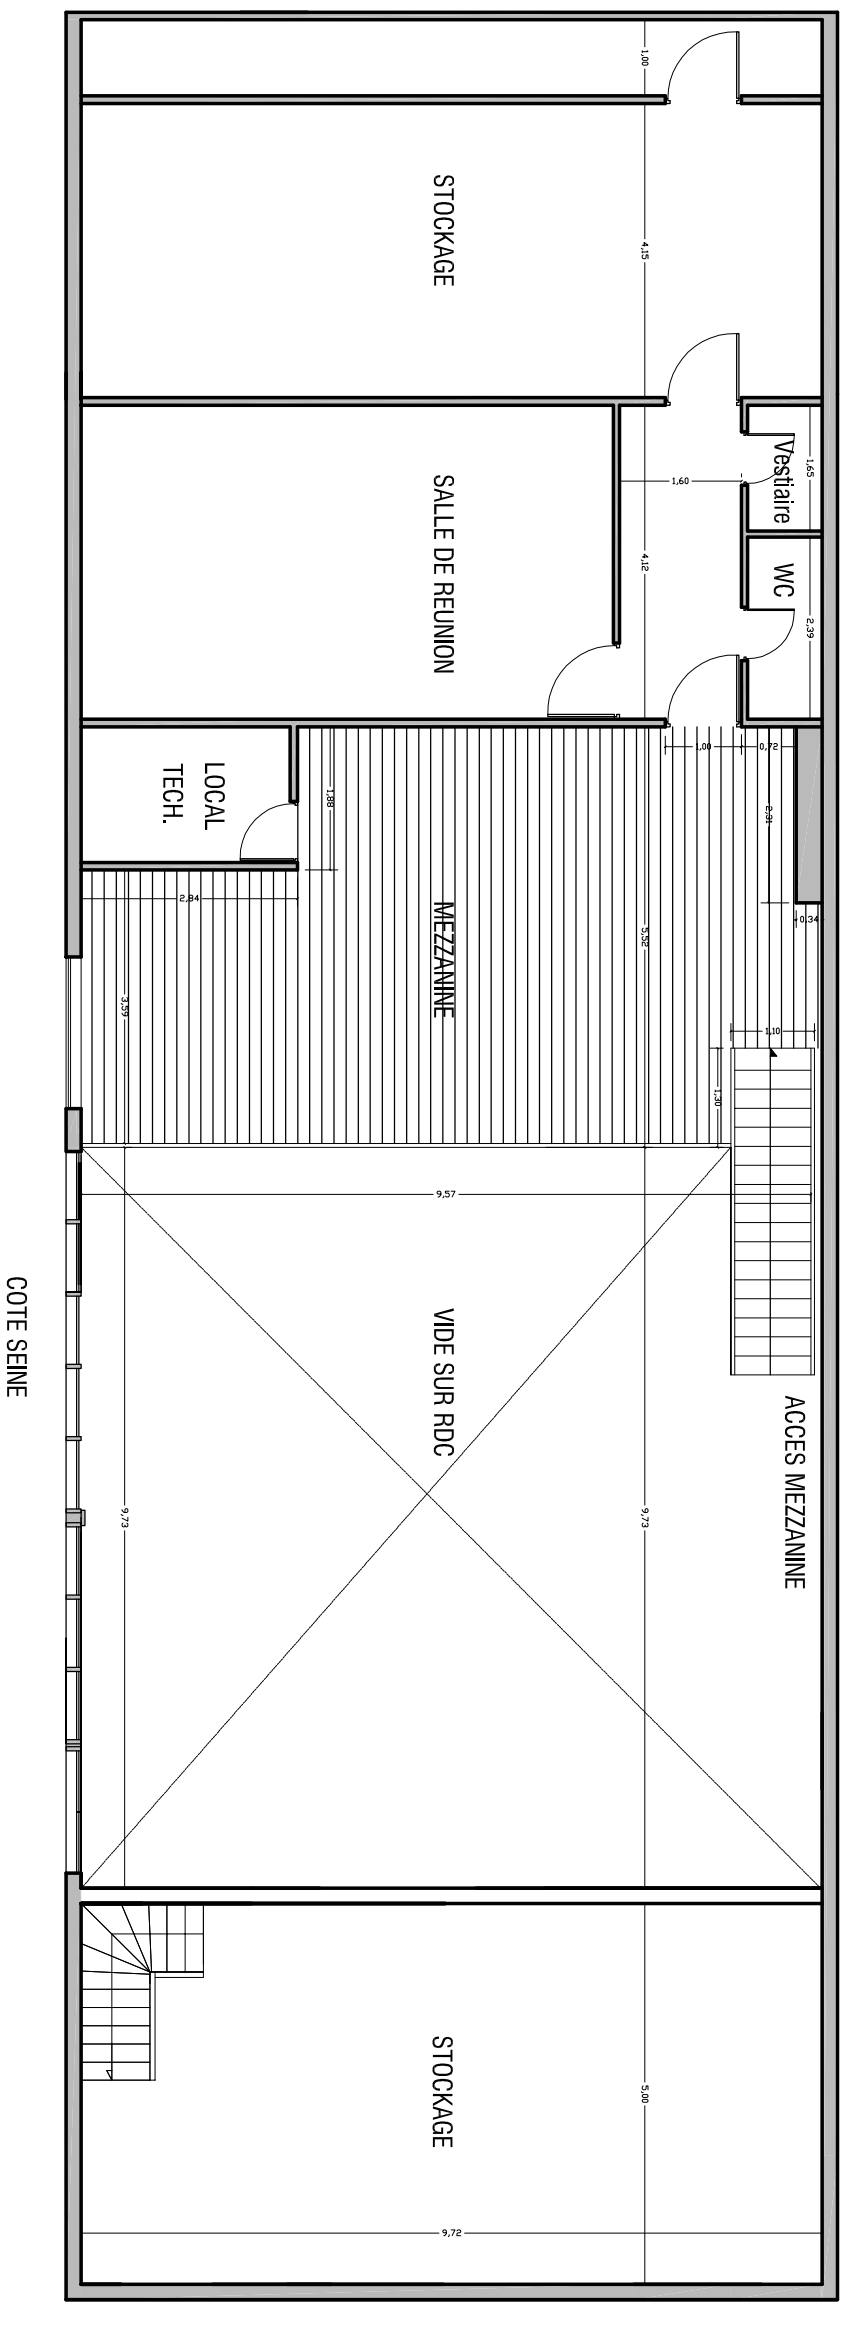 1,00
STOCKAGE
4,15
Vestiaire
1,65
1,60
SALLE DE REUNION
4,12
WC
2,39
LOCAL
TECH.
1,88
1,00
0,72
2,31
2,94
MEZZANINE
5,52
0,34
3,59
1,10
1,30
9,57
COTE SEINE
VIDE SUR RDC
ACCES MEZZANINE
9,73
9,73
STOCKAGE
5,00
9,72